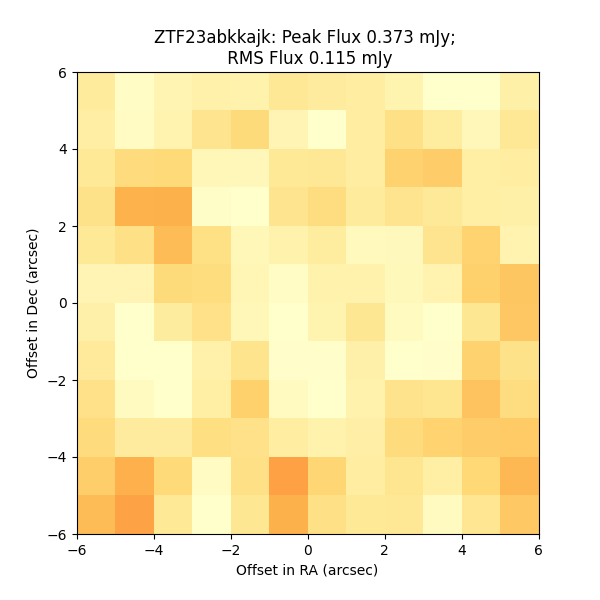 ZTF23abkkajk: Peak Flux 0.373 mJy;
RMS Flux 0.115 mJy
6
4
2
0
−2
−4
−6
Offset in Dec (arcsec)
−6 −4 −2 0 2 4 6
Offset in RA (arcsec)